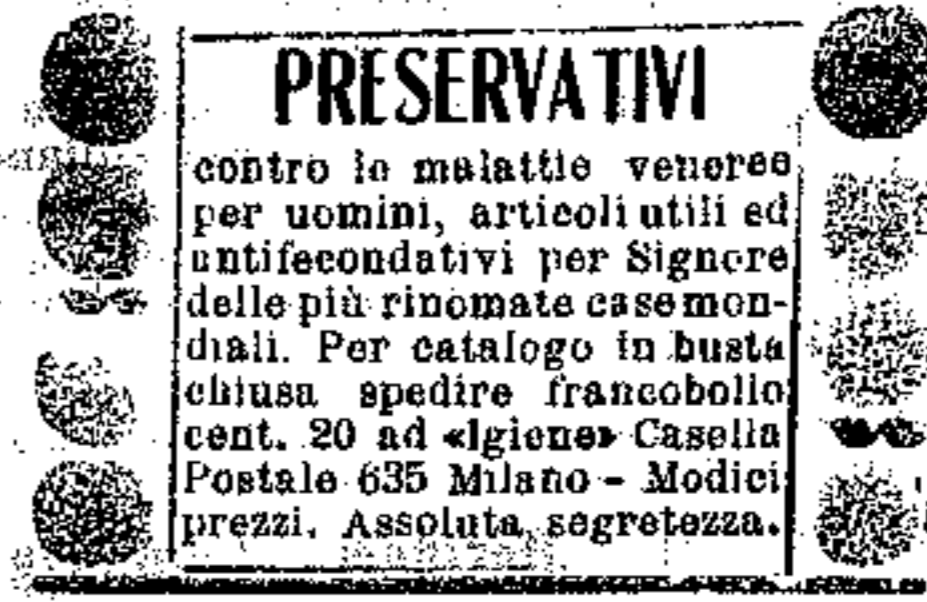 PRESERVATIVI
contro le malattie veneree
per uomini, articoli utili ed
antifecondativi per Signore
delle più rinomate case mon-
diali. Per catalogo in busta
chiusa spedire francobollo
cent. 20 ad «Igiene» Casella
Postale 635 Milano - Modici
prezzi. Assoluta segretezza.